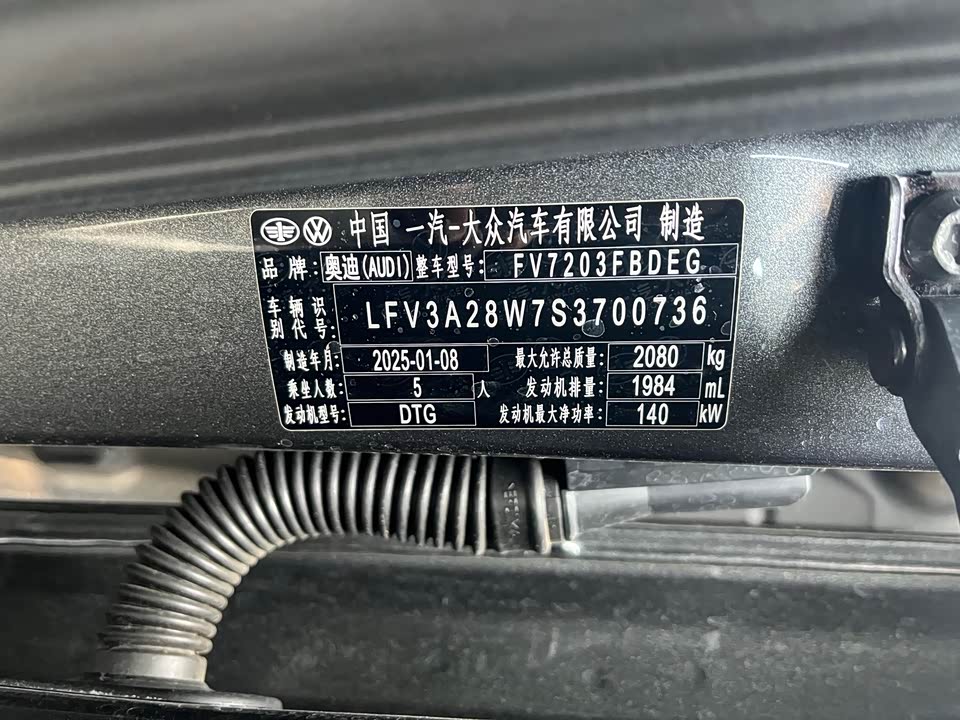 中国 一汽-大众汽车有限公司 制造
品牌: 奥迪(AUDI) 整车型号: FV7203FBDEG
车辆识别代号: LFV3A28W7S3700736
制造年月: 2025-01-08 最大允许总质量: 2080 kg
乘坐人数: 5 人 发动机排量: 1984 mL
发动机型号: DTG 发动机最大净功率: 140 kW